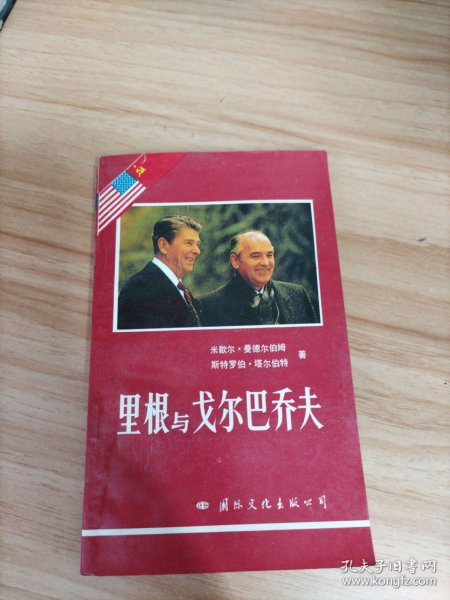 米歇尔·曼德尔伯姆
斯特罗伯·塔尔伯特 著
里根与戈尔巴乔夫
国际文化出版公司
孔夫子旧书网
www.kongfz.com